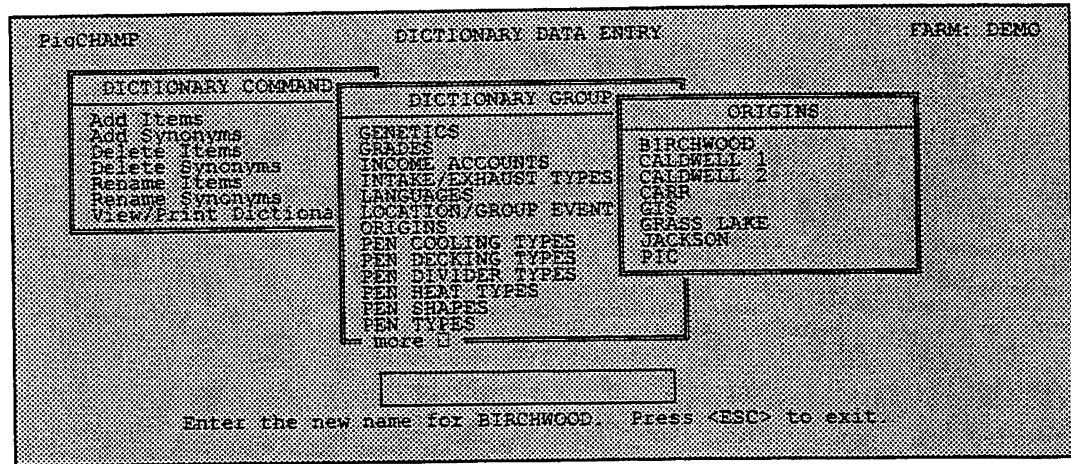 PigCHAMP DICTIONARY DATA ENTRY FARM: DEMO
DICTIONARY COMMAND
Add Items
Add Synonyms
Delete Items
Delete Synonyms
Rename Items
Rename Synonyms
View/Print Dictiona
DICTIONARY GROUP
GENETICS
GRADES
INCOME ACCOUNTS
INTAKE/EXHAUST TYPES
LANGUAGES
LOCATION/GROUP EVENT
ORIGINS
PEN COOLING TYPES
PEN DECKING TYPES
PEN DIVIDER TYPES
PEN HEAT TYPES
PEN SHAPES
PEN TYPES
more
ORIGINS
BIRCHWOOD
CALDWELL 1
CALDWELL 2
CARR
GRASS LAKE
JACKSON
PIC
Enter the new name for BIRCHWOOD. Press <ESC> to exit.